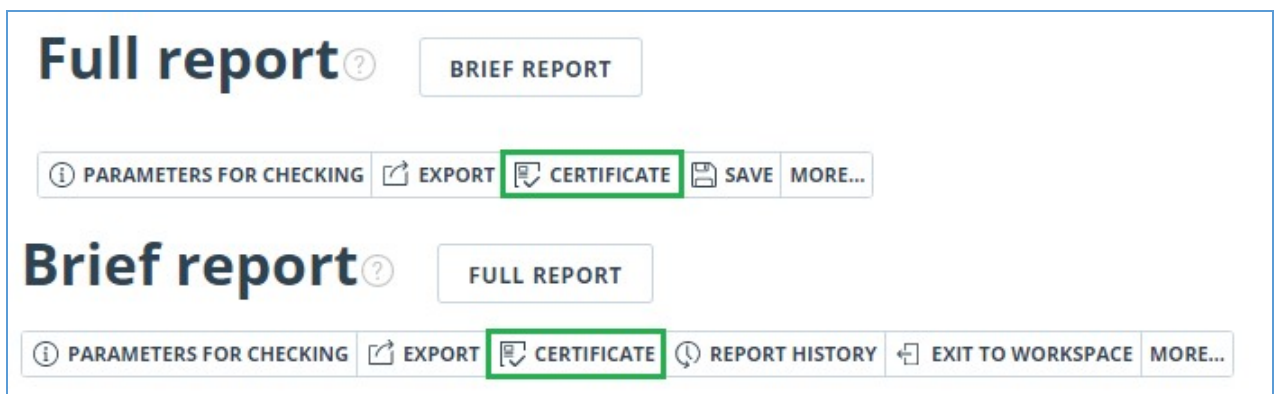 Full report ? BRIEF REPORT
PARAMETERS FOR CHECKING EXPORT CERTIFICATE SAVE MORE...
Brief report ? FULL REPORT
PARAMETERS FOR CHECKING EXPORT CERTIFICATE REPORT HISTORY EXIT TO WORKSPACE MORE...